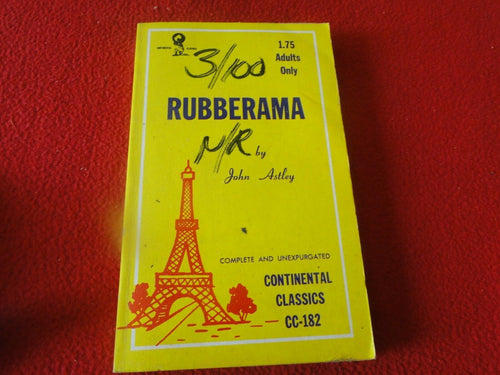 1.75
Adults
Only
3/100
RUBBERAMA
N/R
by
John Astley
COMPLETE AND UNEXPURGATED
CONTINENTAL
CLASSICS
CC-182